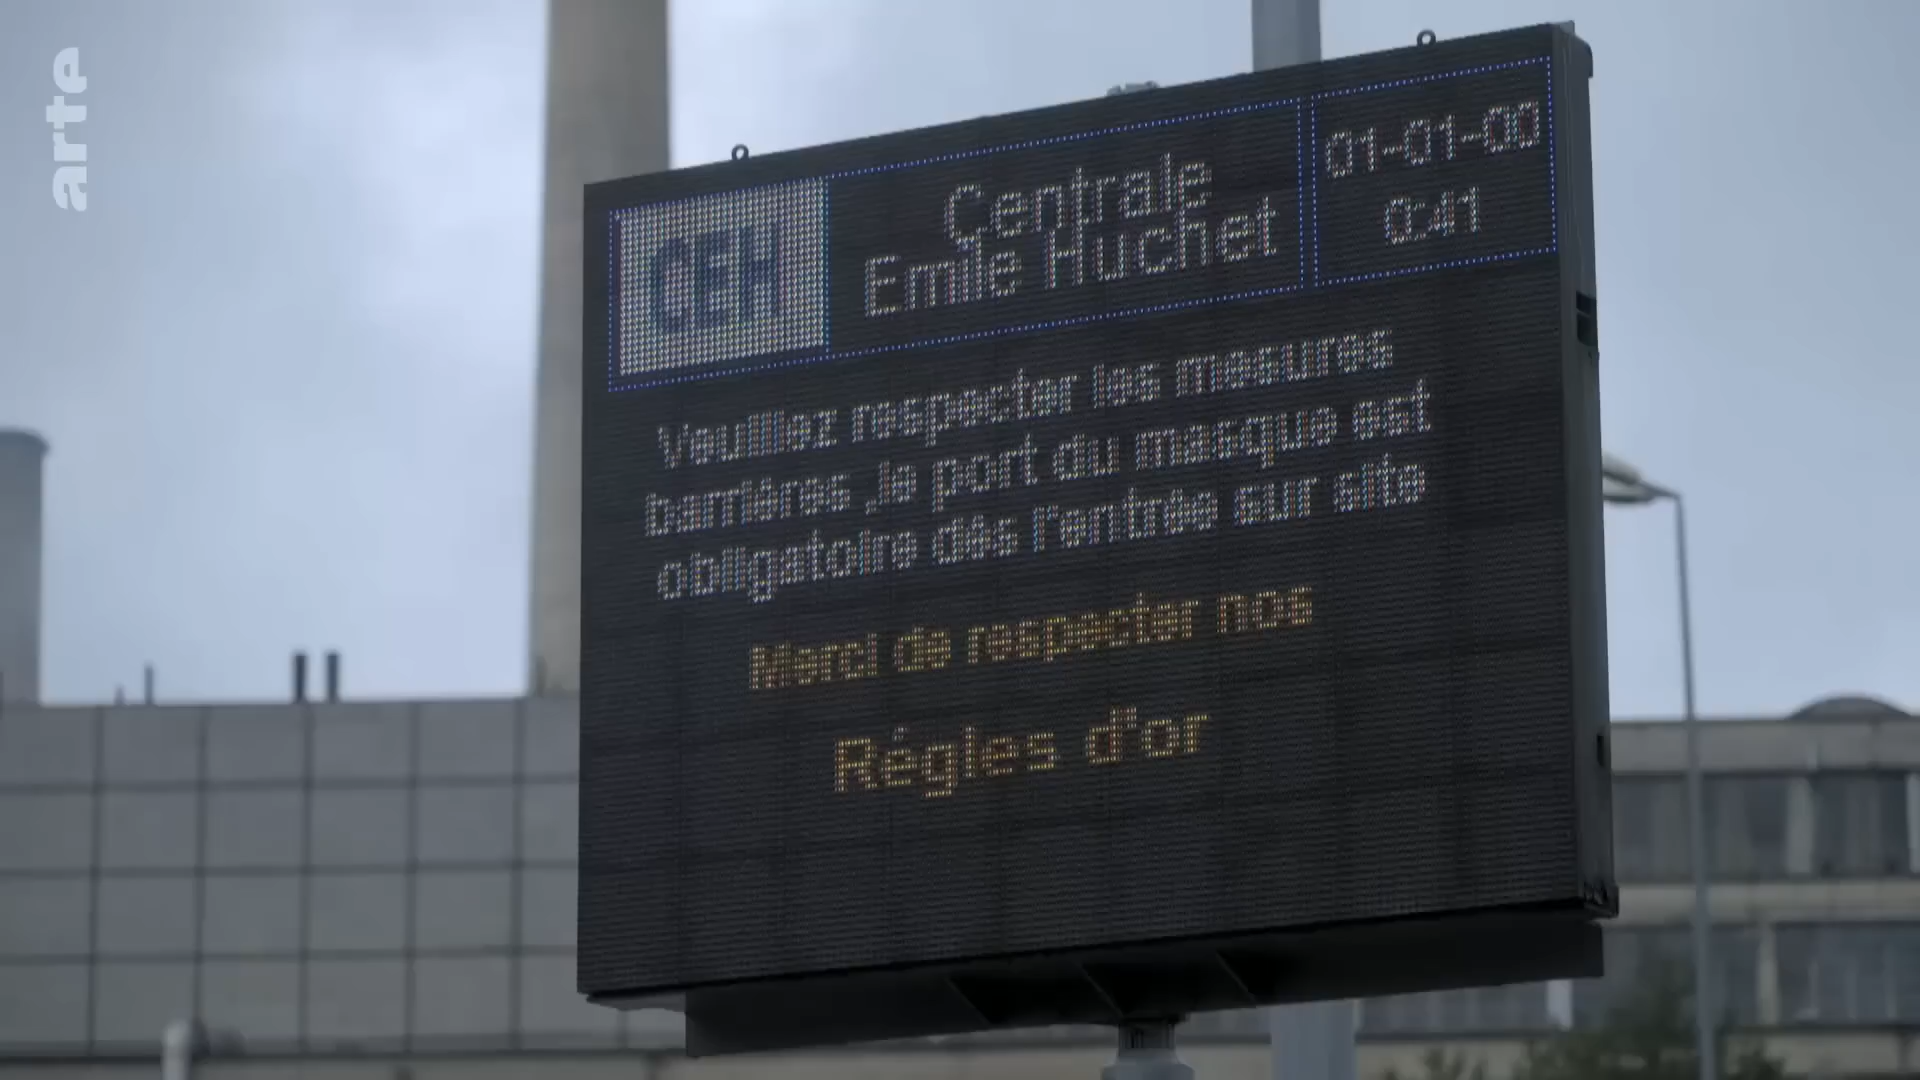 arte
CEH
Centrale
Emile Huchet
01-01-00
0:41
Veuillez respecter les mesures
barrières ,le port du masque est
obligatoire dès l'entrée sur site
Merci de respecter nos
Régles d'or